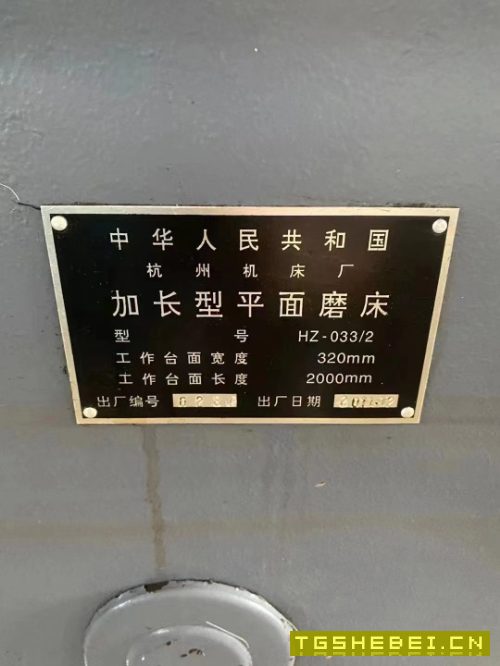 中华人民共和国
杭州机床厂
加长型平面磨床
型号 HZ-033/2
工作台面宽度 320mm
工作台面长度 2000mm
出厂编号 出厂日期
TGSHEBEI.CN